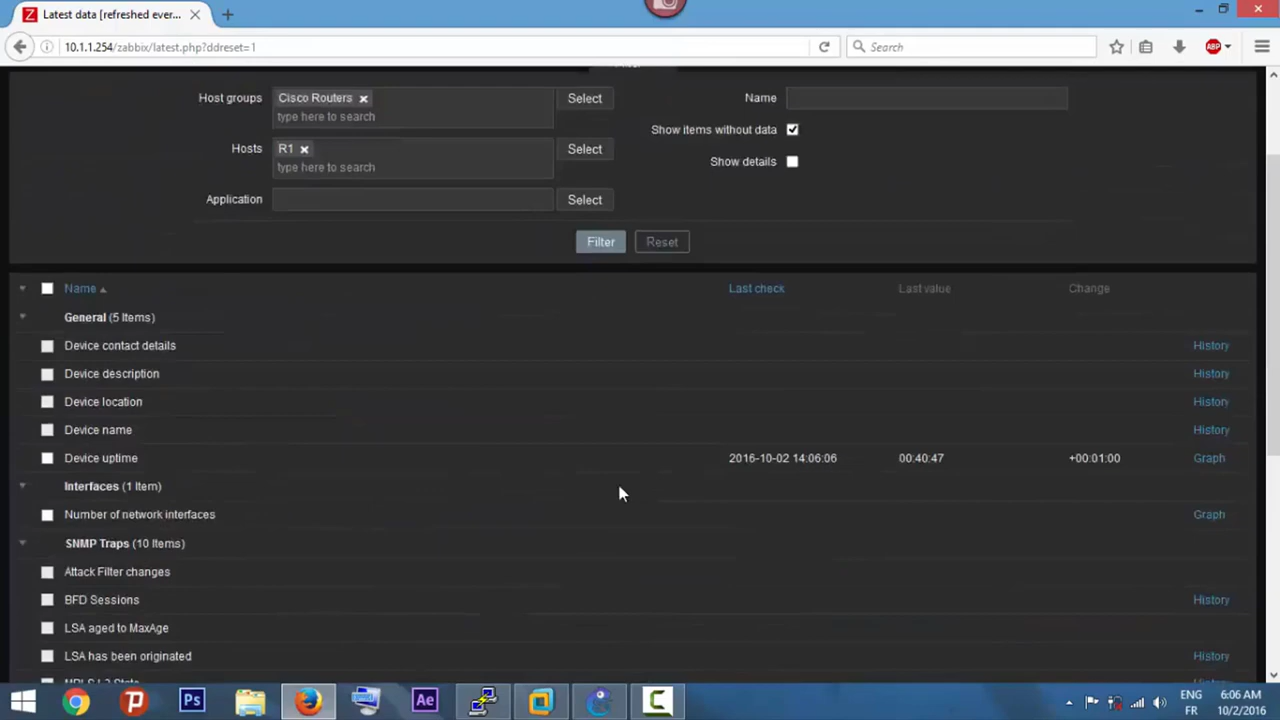 Latest data [refreshed ever...
10.1.1.254/zabbix/latest.php?ddreset=1
Search
ABP
Host groups
Cisco Routers
type here to search
Select
Name
Show items without data
Hosts
R1
type here to search
Select
Show details
Application
Select
Filter
Reset
Name Last check Last value Change
General (5 Items)
Device contact details History
Device description History
Device location History
Device name History
Device uptime 2016-10-02 14:06:06 00:40:47 +00:01:00 Graph
Interfaces (1 Item)
Number of network interfaces Graph
SNMP Traps (10 Items)
Attack Filter changes
BFD Sessions History
LSA aged to MaxAge
LSA has been originated History
Ps
Ae
ENG 6:06 AM
FR 10/2/2016